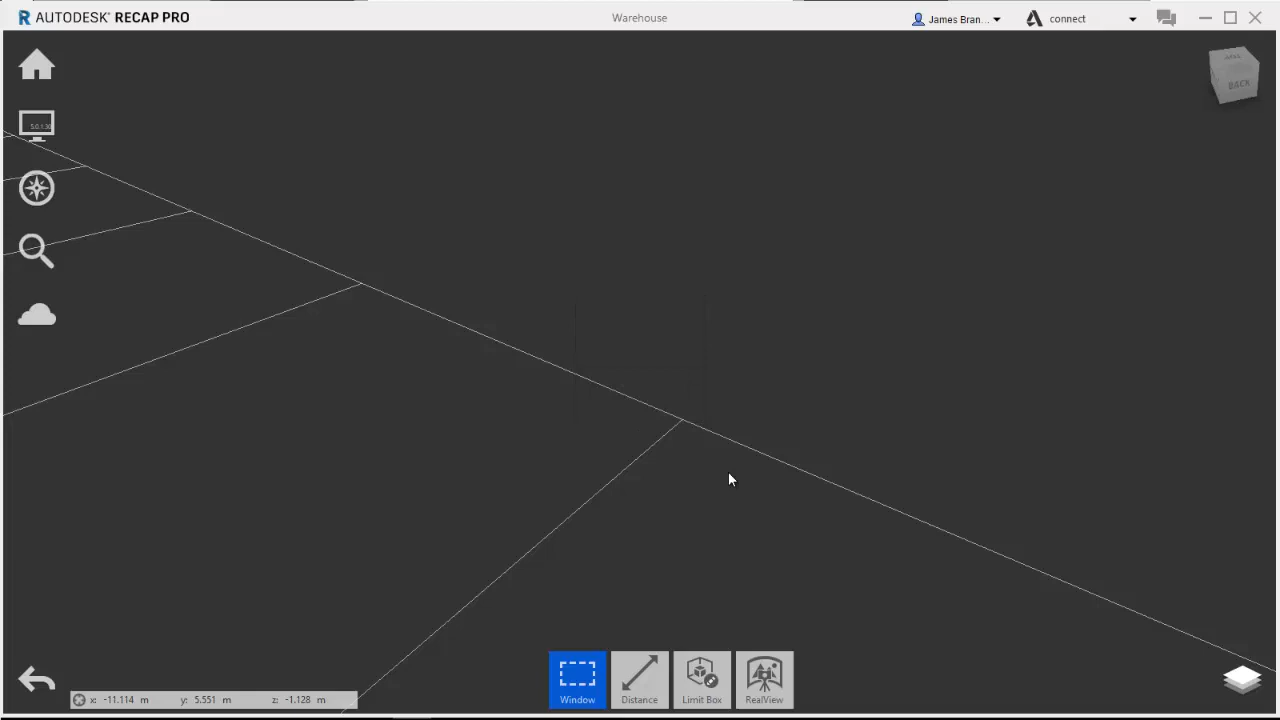 AUTODESK® RECAP PRO
Warehouse
James Bran...
connect
BACK
x: -11.114 m y: 5.551 m z: -1.128 m
Window
Distance
Limit Box
RealView